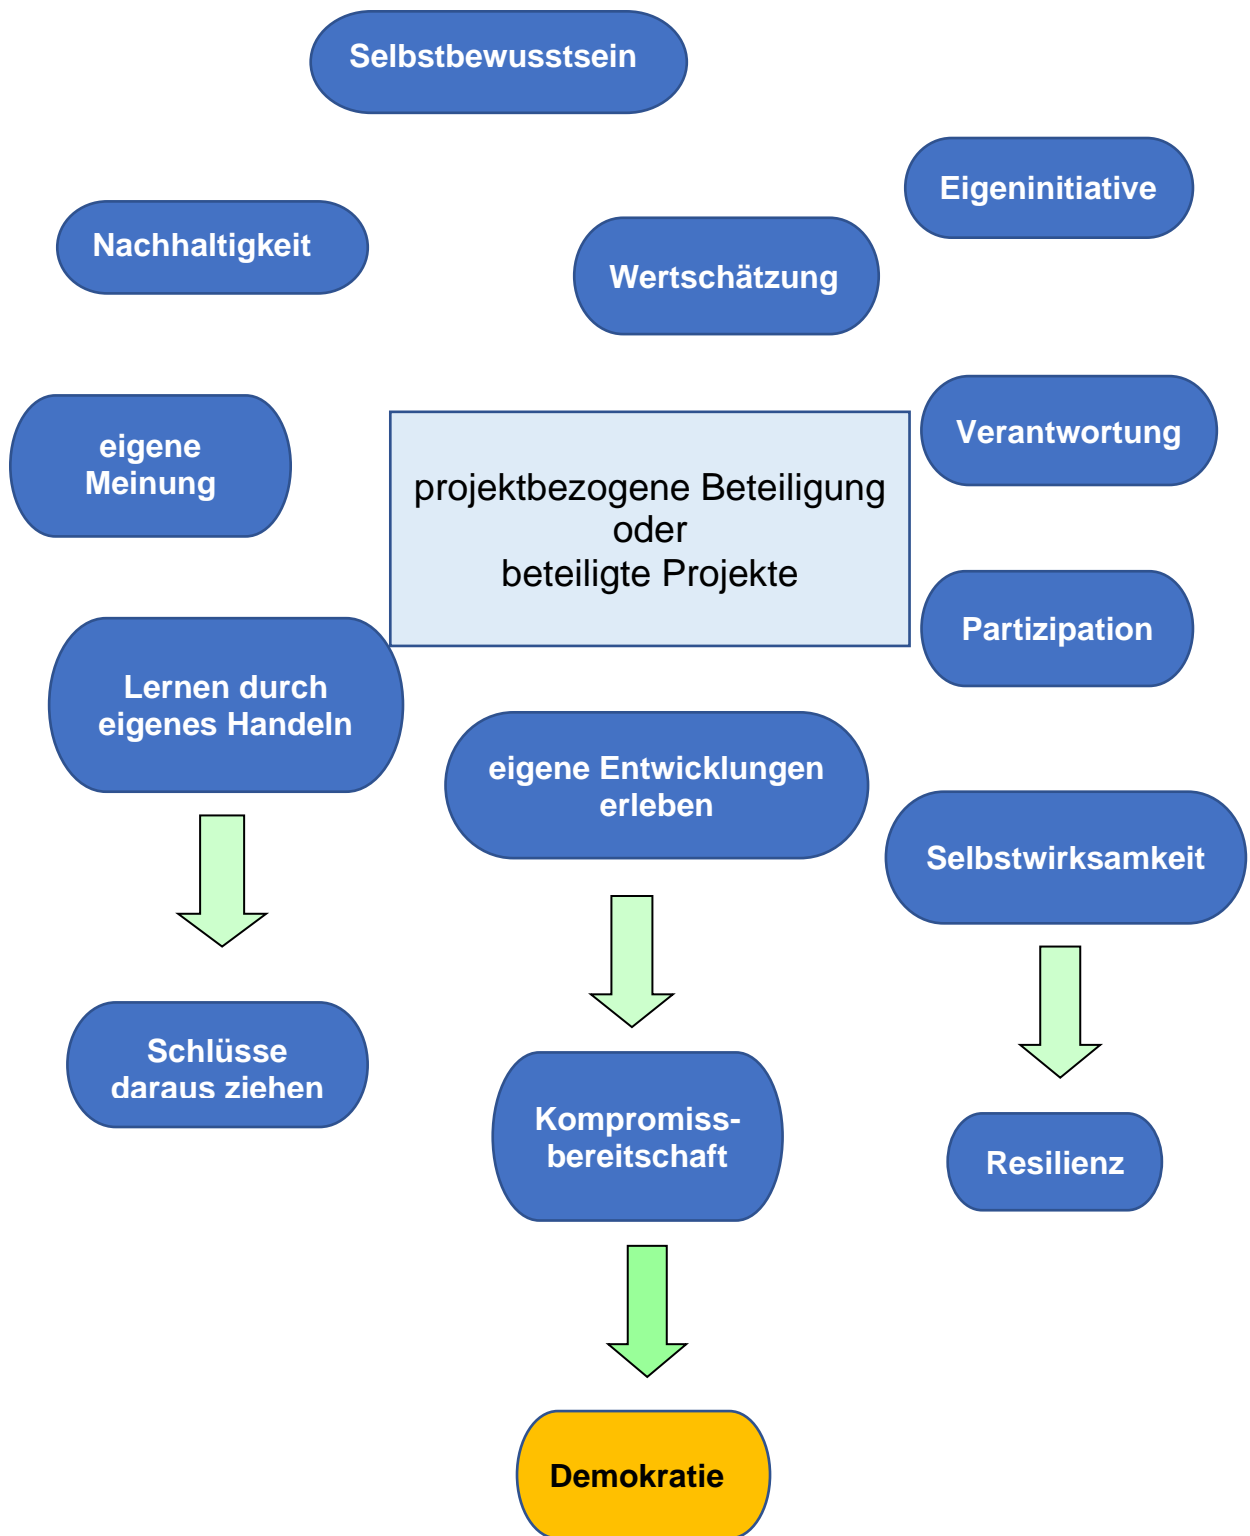 Selbstbewusstsein
Eigeninitiative
Nachhaltigkeit
Wertschätzung
eigene
Meinung
projektbezogene Beteiligung
oder
beteiligte Projekte
Verantwortung
Partizipation
Lernen durch
eigenes Handeln
eigene Entwicklungen
erleben
Selbstwirksamkeit
Schlüsse
daraus ziehen
Kompromiss-
bereitschaft
Resilienz
Demokratie